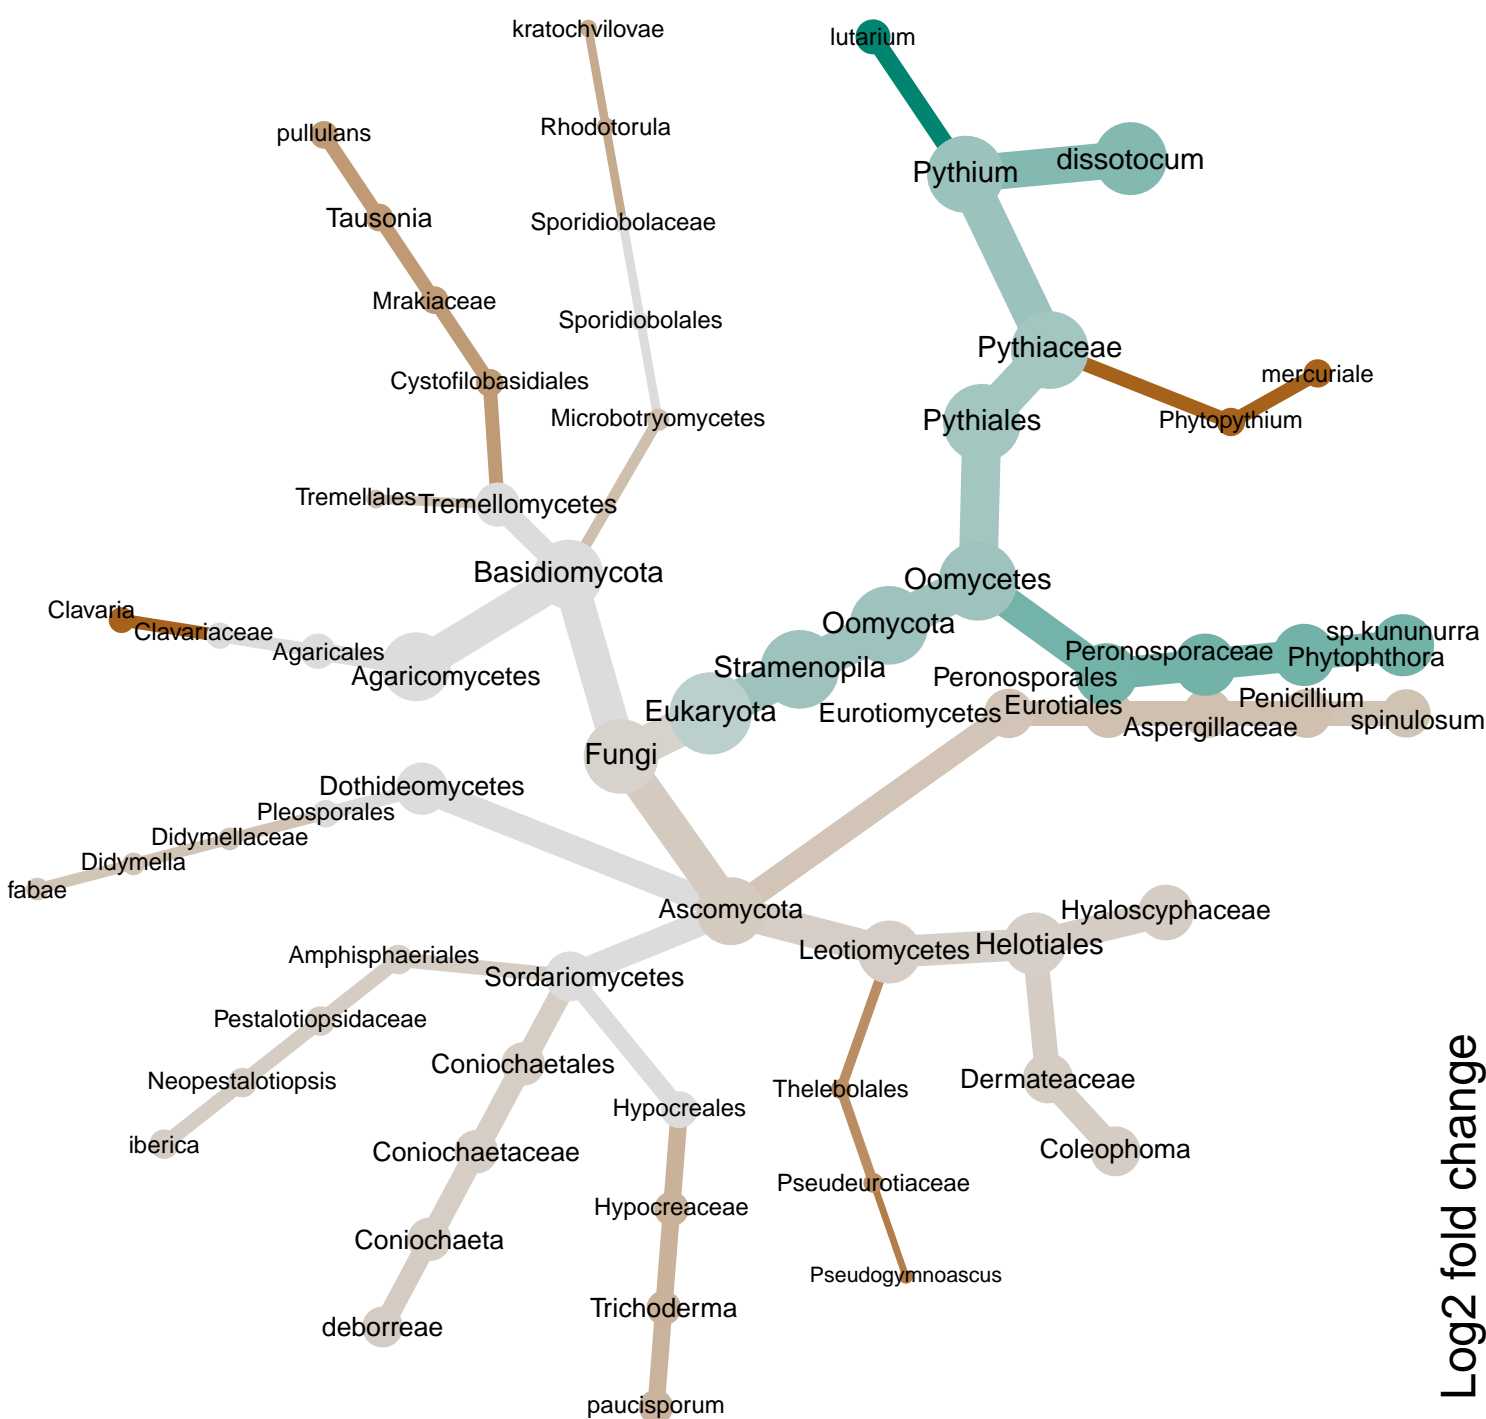 kratochvilovae
lutarium
pullulans
Rhodotorula
Pythium
dissotocum
Tausonia
Sporidiobolaceae
Mrakiaceae
Sporidiobolales
Pythiaceae
mercuriale
Cystofilobasidiales
Microbotryomycetes
Pythiales
Phytopythium
Tremellales
Tremellomycetes
Basidiomycota
Oomycetes
Clavaria
Clavariaceae
Oomycota
sp.kununurra
Agaricales
Peronosporaceae
Phytophthora
Agaricomycetes
Stramenopila
Peronosporales
Eukaryota
Eurotiomycetes
Eurotiales
Penicillium
Aspergillaceae
spinulosum
Fungi
Dothideomycetes
Pleosporales
Didymellaceae
Didymella
fabae
Ascomycota
Hyaloscyphaceae
Leotiomycetes
Helotiales
Amphisphaeriales
Sordariomycetes
Pestalotiopsidaceae
Coniochaetales
Neopestalotiopsis
Thelebolales
Dermateaceae
Hypocreales
iberica
Coniochaetaceae
Coleophoma
Pseudeurotiaceae
Hypocreaceae
Coniochaeta
Pseudogymnoascus
Trichoderma
deborreae
paucisporum
Log2 fold change